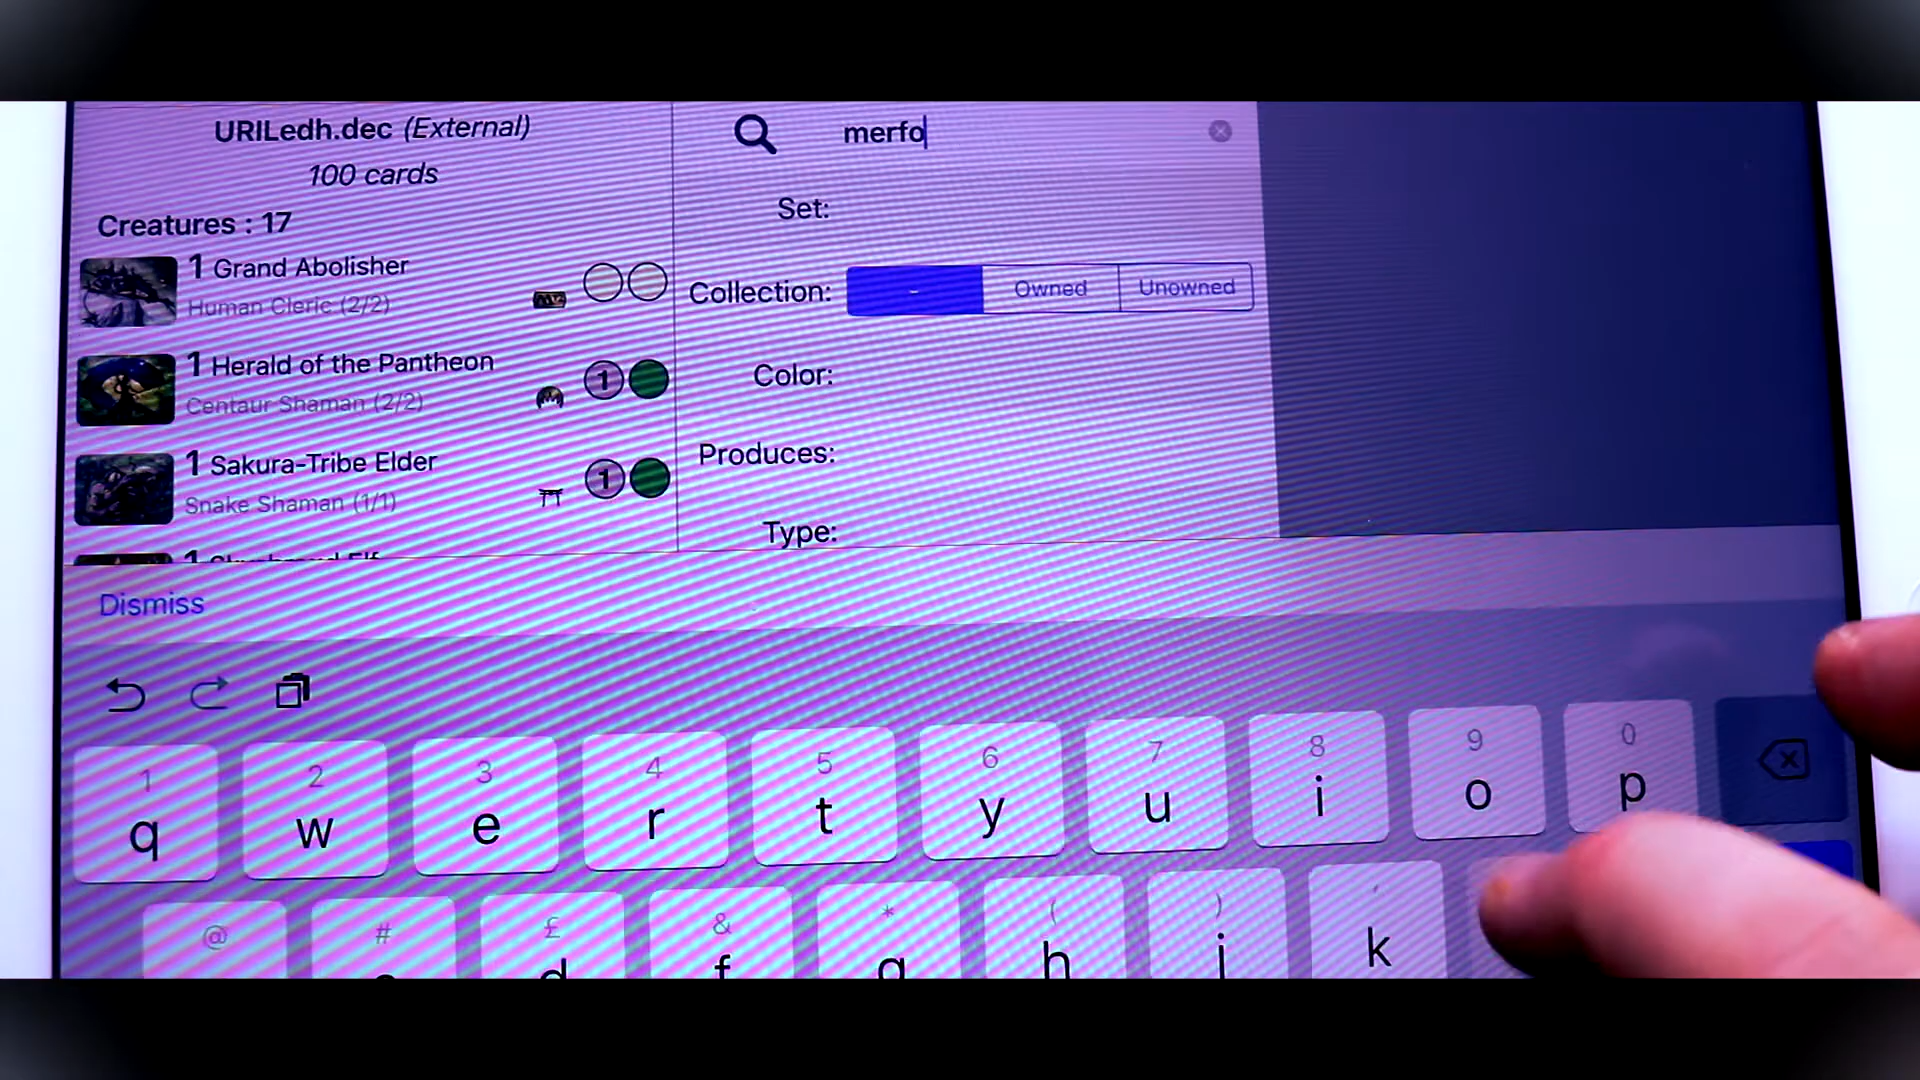 URILedh.dec (External)
100 cards
Creatures : 17
1 Grand Abolisher
Human Cleric (2/2)
1 Herald of the Pantheon
Centaur Shaman (2/2)
1
1 Sakura-Tribe Elder
Snake Shaman (1/1)
1
merfo
Set:
Collection: - Owned Unowned
Color:
Produces:
Type:
Dismiss
1 2 3 4 5 6 7 8 9 0
q w e r t y u i o p
@ # £ & * ( ) '
d f g h j k